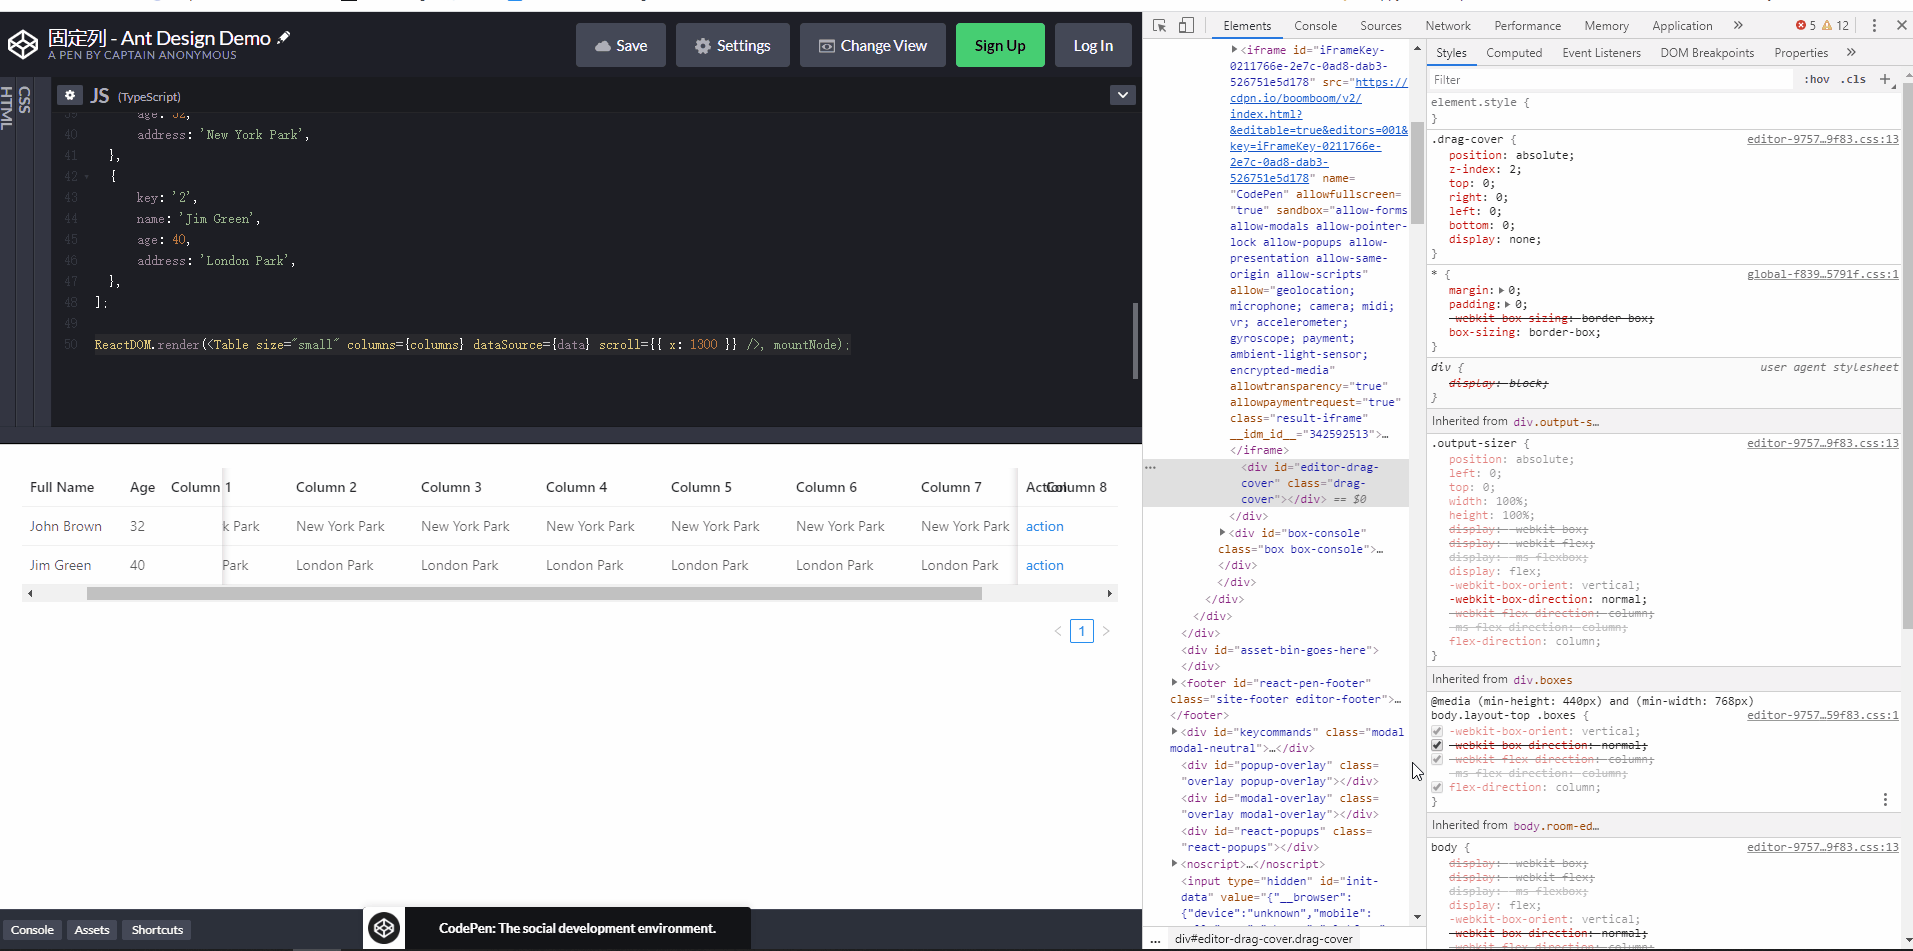 固定列 - Ant Design Demo
A PEN BY CAPTAIN ANONYMOUS
Save
Settings
Change View
Sign Up
Log In
HTML
CSS
JS (TypeScript)
39 age: 32,
40 address: 'New York Park',
41 },
42 {
43 key: '2',
44 name: 'Jim Green',
45 age: 40,
46 address: 'London Park',
47 },
48 ];
49
50 ReactDOM.render(<Table size="small" columns={columns} dataSource={data} scroll={{ x: 1300 }} />, mountNode);
Full Name Age Column 1 Column 2 Column 3 Column 4 Column 5 Column 6 Column 7 Action Column 8
John Brown 32 k Park New York Park New York Park New York Park New York Park New York Park New York Park action
Jim Green 40 Park London Park London Park London Park London Park London Park London Park action
< 1 >
Console Assets Shortcuts
CodePen: The social development environment.
Elements Console Sources Network Performance Memory Application » 5 12
<iframe id="iFrameKey-
0211766e-2e7c-0ad8-dab3-
526751e5d178" src="https://
cdpn.io/boomboom/v2/
index.html?
&editable=true&editors=001&
key=iFrameKey-0211766e-
2e7c-0ad8-dab3-
526751e5d178" name=
"CodePen" allowfullscreen=
"true" sandbox="allow-forms
allow-modals allow-pointer-
lock allow-popups allow-
presentation allow-same-
origin allow-scripts"
allow="geolocation;
microphone; camera; midi;
vr; accelerometer;
gyroscope; payment;
ambient-light-sensor;
encrypted-media"
allowtransparency="true"
allowpaymentrequest="true"
class="result-iframe"
__idm_id__="342592513">…
</iframe>
<div id="editor-drag-
cover" class="drag-
cover"></div> == $0
</div>
<div id="box-console"
class="box box-console">…
</div>
</div>
</div>
</div>
</div>
<div id="asset-bin-goes-here">
</div>
<footer id="react-pen-footer"
class="site-footer editor-footer">…
</footer>
<div id="keycommands" class="modal
modal-neutral">…</div>
<div id="popup-overlay" class=
"overlay popup-overlay"></div>
<div id="modal-overlay" class=
"overlay modal-overlay"></div>
<div id="react-popups" class=
"react-popups"></div>
<noscript>…</noscript>
<input type="hidden" id="init-
data" value="{"__browser":
{"device":"unknown","mobile":
... div#editor-drag-cover.drag-cover
Styles Computed Event Listeners DOM Breakpoints Properties »
Filter :hov .cls +
element.style {
}
.drag-cover { editor-9757…9f83.css:13
position: absolute;
z-index: 2;
top: 0;
right: 0;
left: 0;
bottom: 0;
display: none;
}
* { global-f839…5791f.css:1
margin: 0;
padding: 0;
-webkit-box-sizing: border-box;
box-sizing: border-box;
}
div { user agent stylesheet
display: block;
}
Inherited from div.output-s…
.output-sizer { editor-9757…9f83.css:13
position: absolute;
left: 0;
top: 0;
width: 100%;
height: 100%;
display: -webkit-box;
display: -webkit-flex;
display: -ms-flexbox;
display: flex;
-webkit-box-orient: vertical;
-webkit-box-direction: normal;
-webkit-flex-direction: column;
-ms-flex-direction: column;
flex-direction: column;
}
Inherited from div.boxes
@media (min-height: 440px) and (min-width: 768px)
body.layout-top .boxes { editor-9757…59f83.css:1
-webkit-box-orient: vertical;
-webkit-box-direction: normal;
-webkit-flex-direction: column;
-ms-flex-direction: column;
flex-direction: column;
}
Inherited from body.room-ed…
body { editor-9757…9f83.css:13
display: -webkit-box;
display: -webkit-flex;
display: -ms-flexbox;
display: flex;
-webkit-box-orient: vertical;
-webkit-box-direction: normal;
-webkit-flex-direction: column;